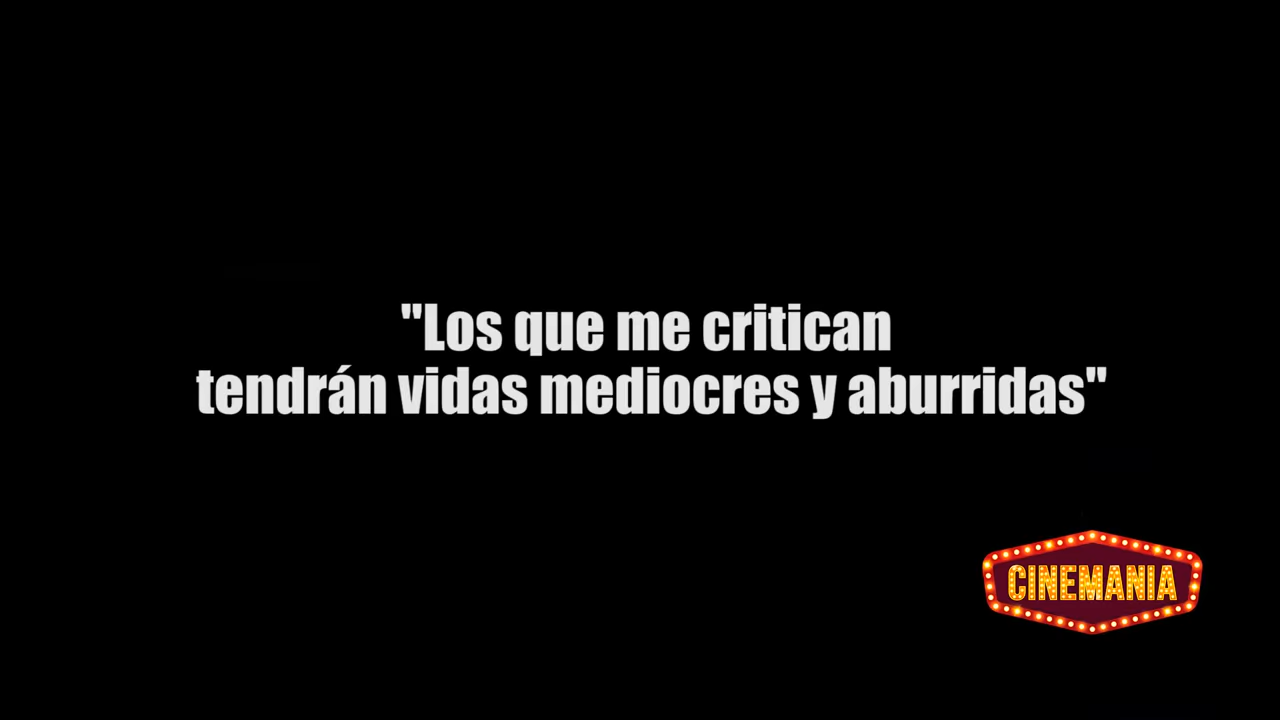 "Los que me critican
tendrán vidas mediocres y aburridas"
CINEMANIA